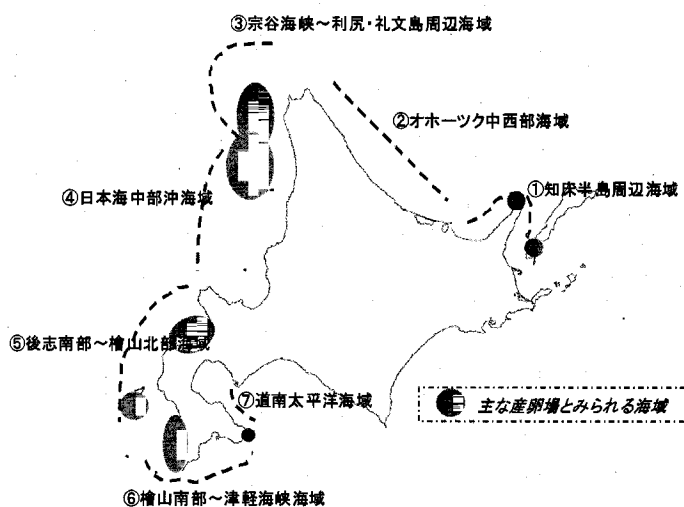 ③宗谷海峡～利尻・礼文島周辺海域
②オホーツク中西部海域
①知床半島周辺海域
④日本海中部沖海域
⑤後志南部～檜山北部海域
⑦道南太平洋海域
主な産卵場とみられる海域
⑥檜山南部～津軽海峡海域